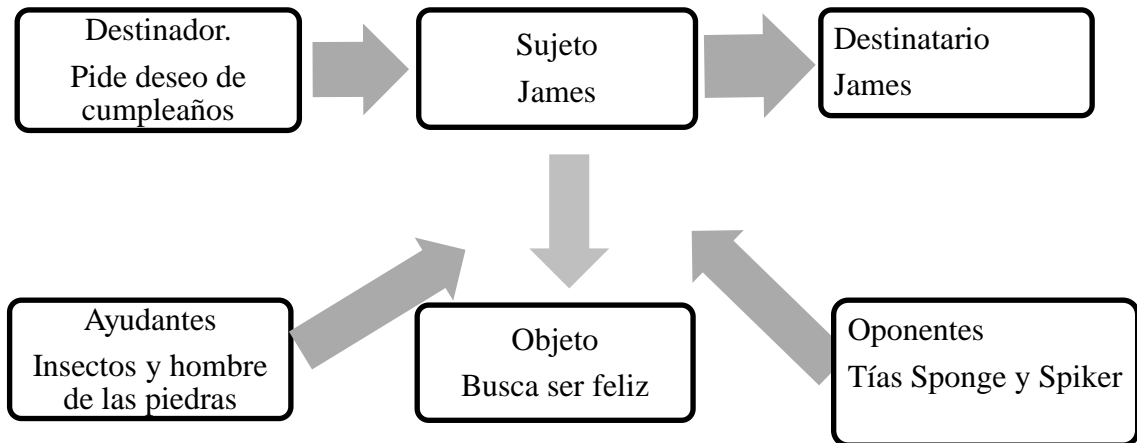 Destinador.
Pide deseo de
cumpleaños
Sujeto
James
Destinatario
James
Ayudantes
Insectos y hombre
de las piedras
Objeto
Busca ser feliz
Oponentes
Tías Sponge y Spiker